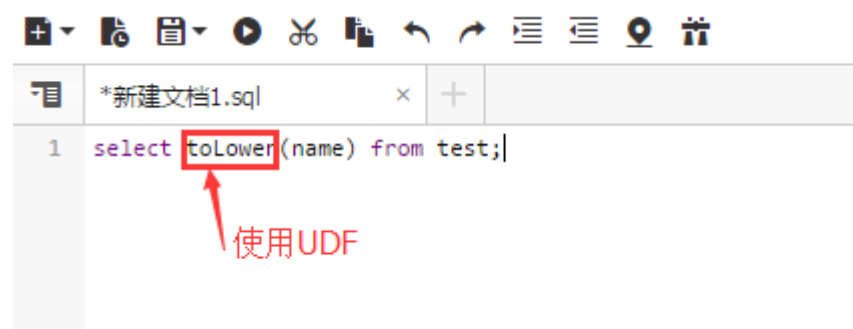 *新建文档1.sql
1 select toLower(name) from test;
使用UDF